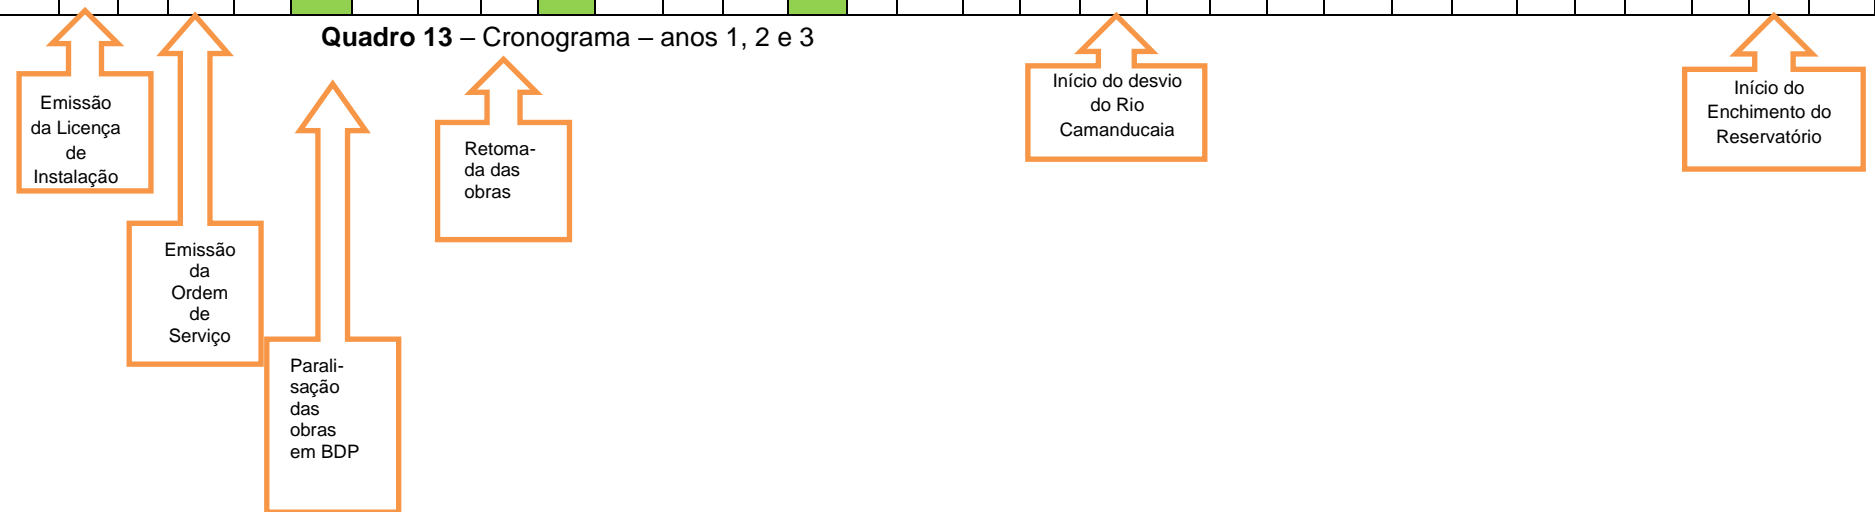 Quadro 13 – Cronograma – anos 1, 2 e 3
Emissão
da Licença
de
Instalação
Emissão
da
Ordem
de
Serviço
Parali-
sação
das
obras
em BDP
Retoma-
da das
obras
Início do desvio
do Rio
Camanducaia
Início do
Enchimento do
Reservatório